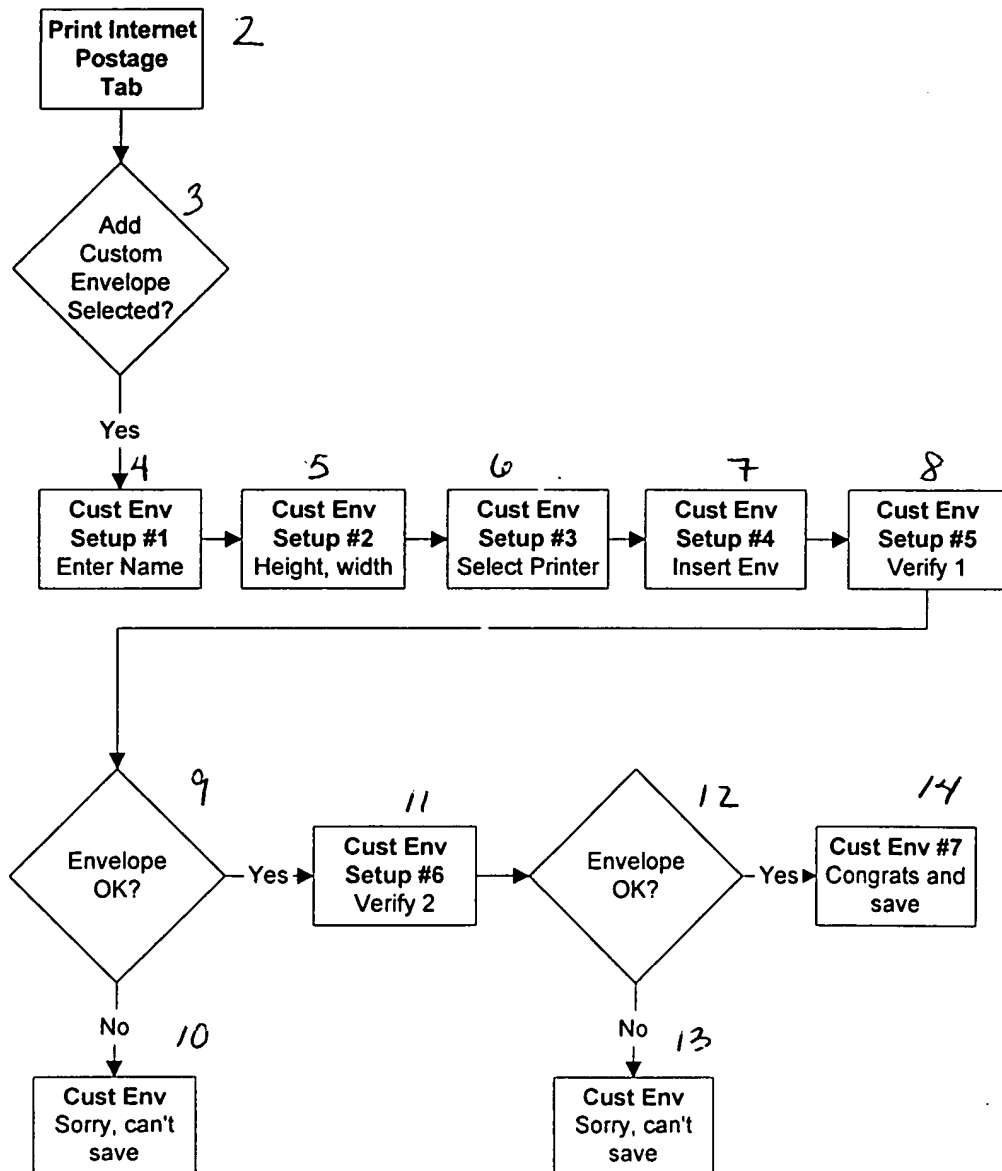 Print Internet
Postage
Tab
2
3
Add
Custom
Envelope
Selected?
Yes
4
Cust Env
Setup #1
Enter Name
5
Cust Env
Setup #2
Height, width
6
Cust Env
Setup #3
Select Printer
7
Cust Env
Setup #4
Insert Env
8
Cust Env
Setup #5
Verify 1
9
Envelope
OK?
Yes
11
Cust Env
Setup #6
Verify 2
12
Envelope
OK?
Yes
14
Cust Env #7
Congrats and
save
No
10
Cust Env
Sorry, can't
save
No
13
Cust Env
Sorry, can't
save